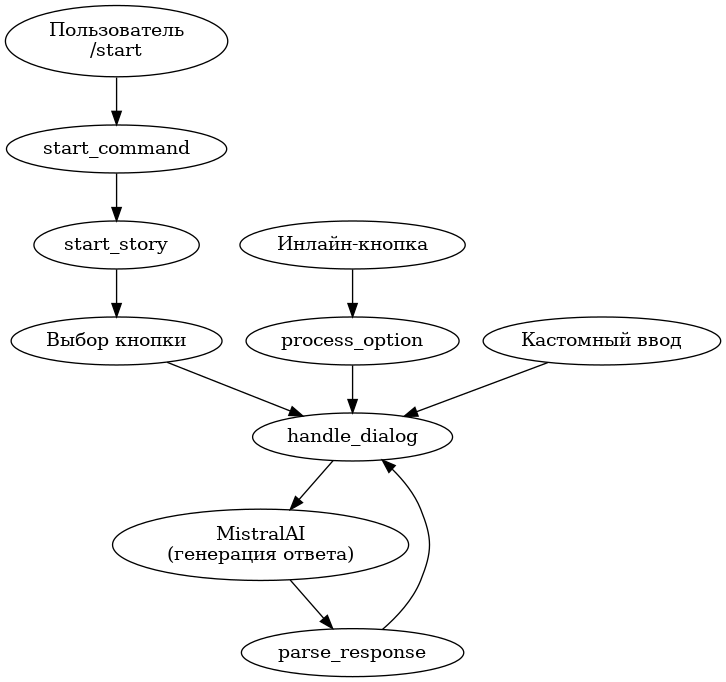 Пользователь
/start
start_command
start_story
Инлайн-кнопка
Выбор кнопки
process_option
Кастомный ввод
handle_dialog
MistralAI
(генерация ответа)
parse_response